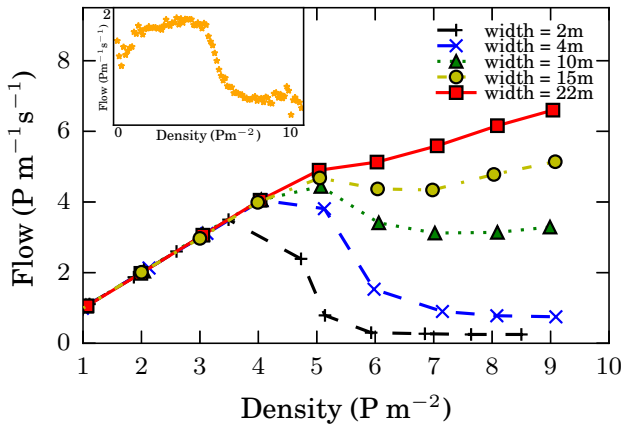 8
6
4
2
0
Flow (P m⁻¹s⁻¹)
1 2 3 4 5 6 7 8 9 10
Density (P m⁻²)
width = 2m
width = 4m
width = 10m
width = 15m
width = 22m
2
Flow (Pm⁻¹s⁻¹)
0 10
Density (Pm⁻²)